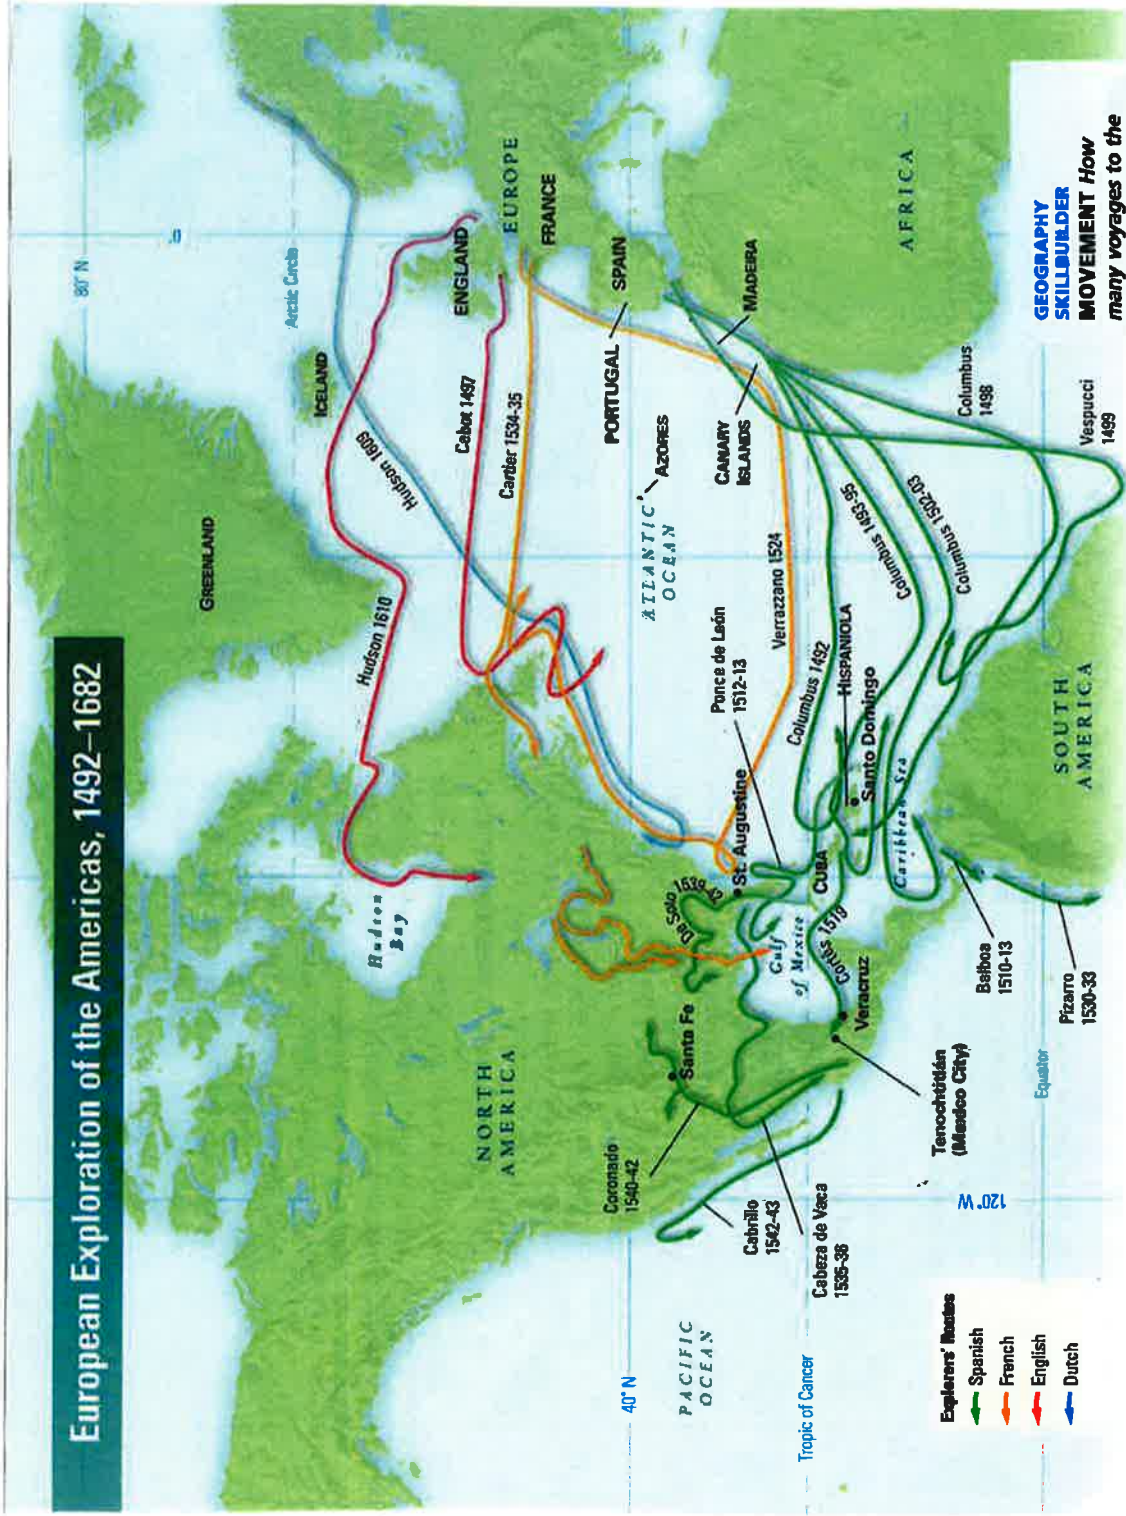 European Exploration of the Americas, 1492–1682
80° N
0°
Arctic Circle
GREENLAND
ICELAND
Hudson 1610
Hudson 1609
Hudson
Bay
ENGLAND
EUROPE
FRANCE
Cabot 1497
Cartier 1534-35
NORTH
AMERICA
PORTUGAL
SPAIN
AZORES
ATLANTIC
OCEAN
MADEIRA
CANARY
ISLANDS
AFRICA
40° N
PACIFIC
OCEAN
Coronado
1540-42
Santa Fe
De Soto 1539-42
St. Augustine
Ponce de León
1512-13
Verrazzano 1524
Cabrillo
1542-43
Cabeza de Vaca
1535-36
Gulf
of Mexico
Cortés 1519
CUBA
Columbus 1492
HISPANIOLA
Santo Domingo
Columbus 1493-95
Columbus 1502-03
Columbus
1498
Vespucci
1499
Tropic of Cancer
Veracruz
Tenochtitlán
(Mexico City)
Caribbean Sea
120° W
Balboa
1510-13
Pizarro
1530-33
Equator
SOUTH
AMERICA
Explorers' Routes
Spanish
French
English
Dutch
GEOGRAPHY
SKILLBUILDER
MOVEMENT How
many voyages to the